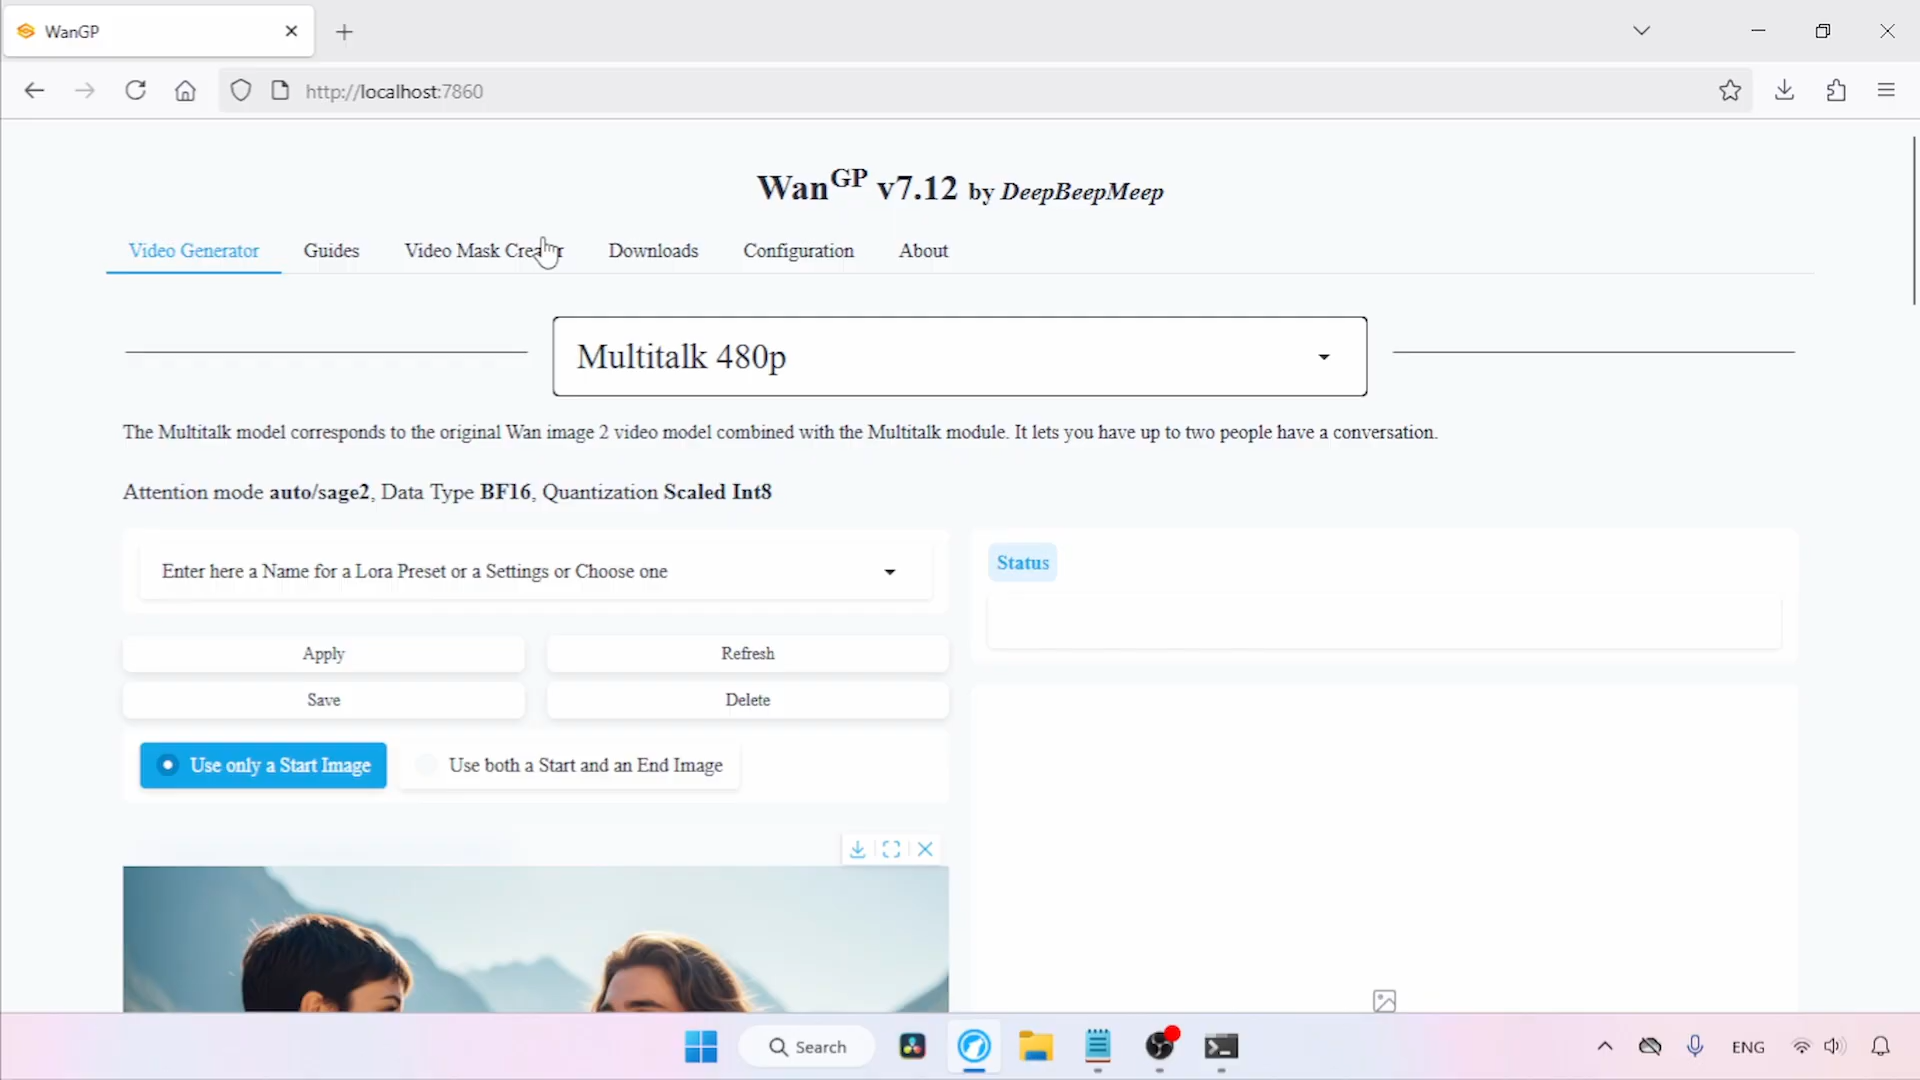 WanGP
http://localhost:7860
WanGP v7.12 by DeepBeepMeep
Video Generator Guides Video Mask Creator Downloads Configuration About
Multitalk 480p
The Multitalk model corresponds to the original Wan image 2 video model combined with the Multitalk module. It lets you have up to two people have a conversation.
Attention mode auto/sage2, Data Type BF16, Quantization Scaled Int8
Enter here a Name for a Lora Preset or a Settings or Choose one
Status
Apply Refresh
Save Delete
Use only a Start Image Use both a Start and an End Image
Search
ENG